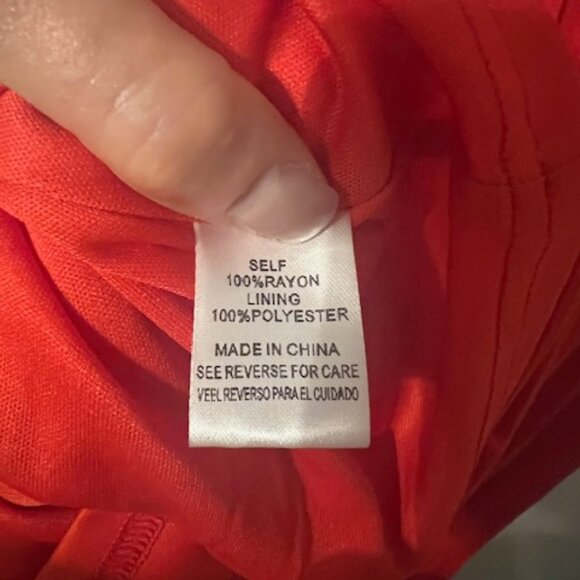 SELF
100%RAYON
LINING
100%POLYESTER
MADE IN CHINA
SEE REVERSE FOR CARE
VEEL REVERSO PARA EL CUIDADO